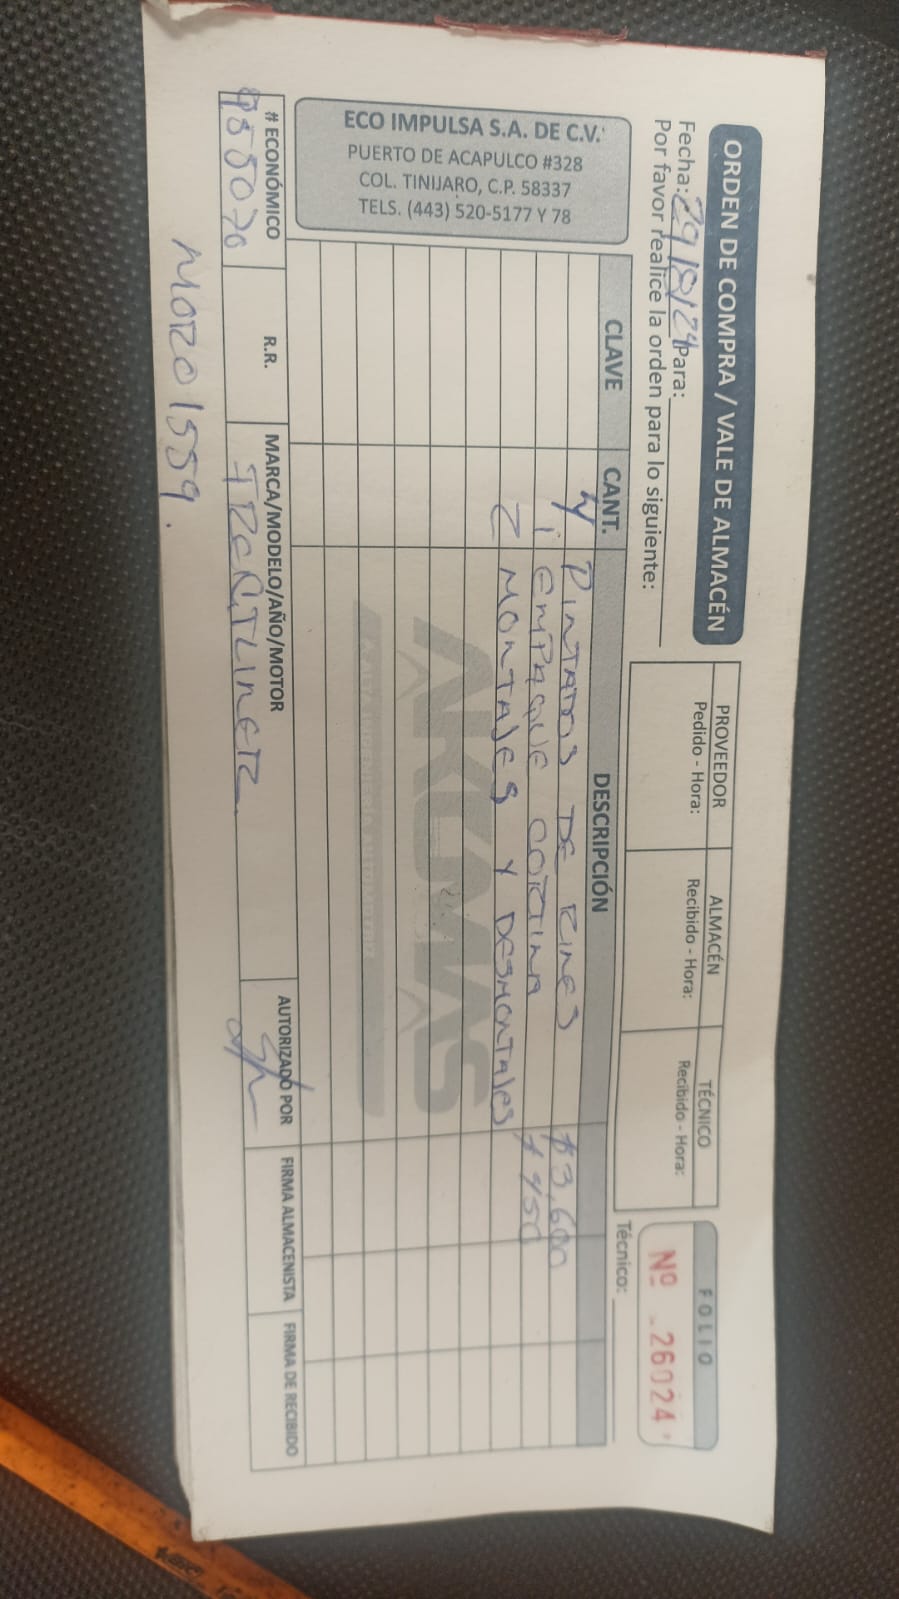 ORDEN DE COMPRA / VALE DE ALMACÉN
Fecha: 29/8/24 Para:
Por favor realice la orden para lo siguiente:
PROVEEDOR
Pedido - Hora:
ALMACÉN
Recibido - Hora:
TÉCNICO
Recibido - Hora:
FOLIO
Nº 26024
Técnico:
ECO IMPULSA S.A. DE C.V.
PUERTO DE ACAPULCO #328
COL. TINIJARO, C.P. 58337
TELS. (443) 520-5177 Y 78
CLAVE CANT. DESCRIPCIÓN
4 PINTADOS DE RINES $3,600
1 EMPAQUE CORTINA $450
2 MONTAJES Y DESMONTAJES
AKUMAS
# ECONÓMICO R.R. MARCA/MODELO/AÑO/MOTOR AUTORIZADO POR FIRMA ALMACENISTA FIRMA DE RECIBIDO
MORO 1559.